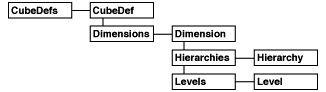 CubeDefs CubeDef
Dimensions Dimension
Hierarchies Hierarchy
Levels Level